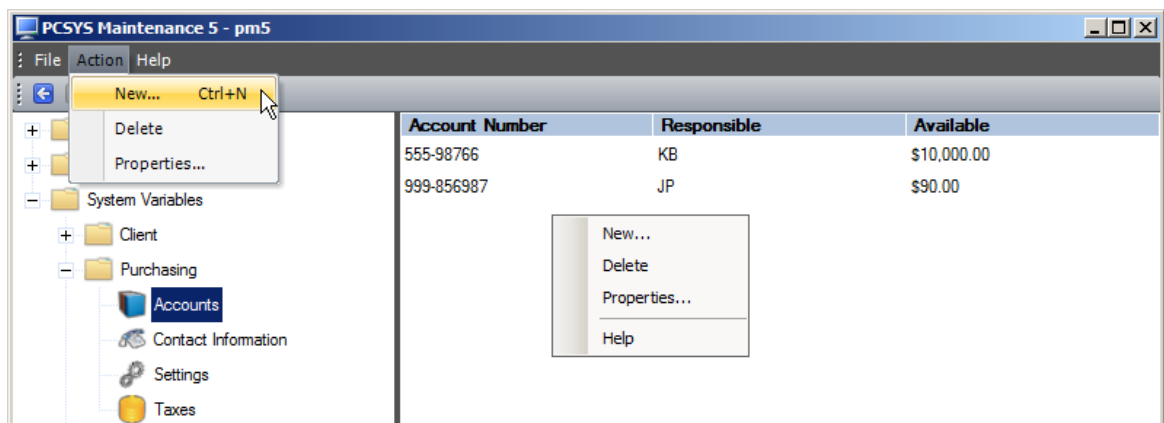 PCSYS Maintenance 5 - pm5
File Action Help
New... Ctrl+N
Delete
Properties...
System Variables
Client
Purchasing
Accounts
Contact Information
Settings
Taxes
Account Number Responsible Available
555-98766 KB $10,000.00
999-856987 JP $90.00
New...
Delete
Properties...
Help